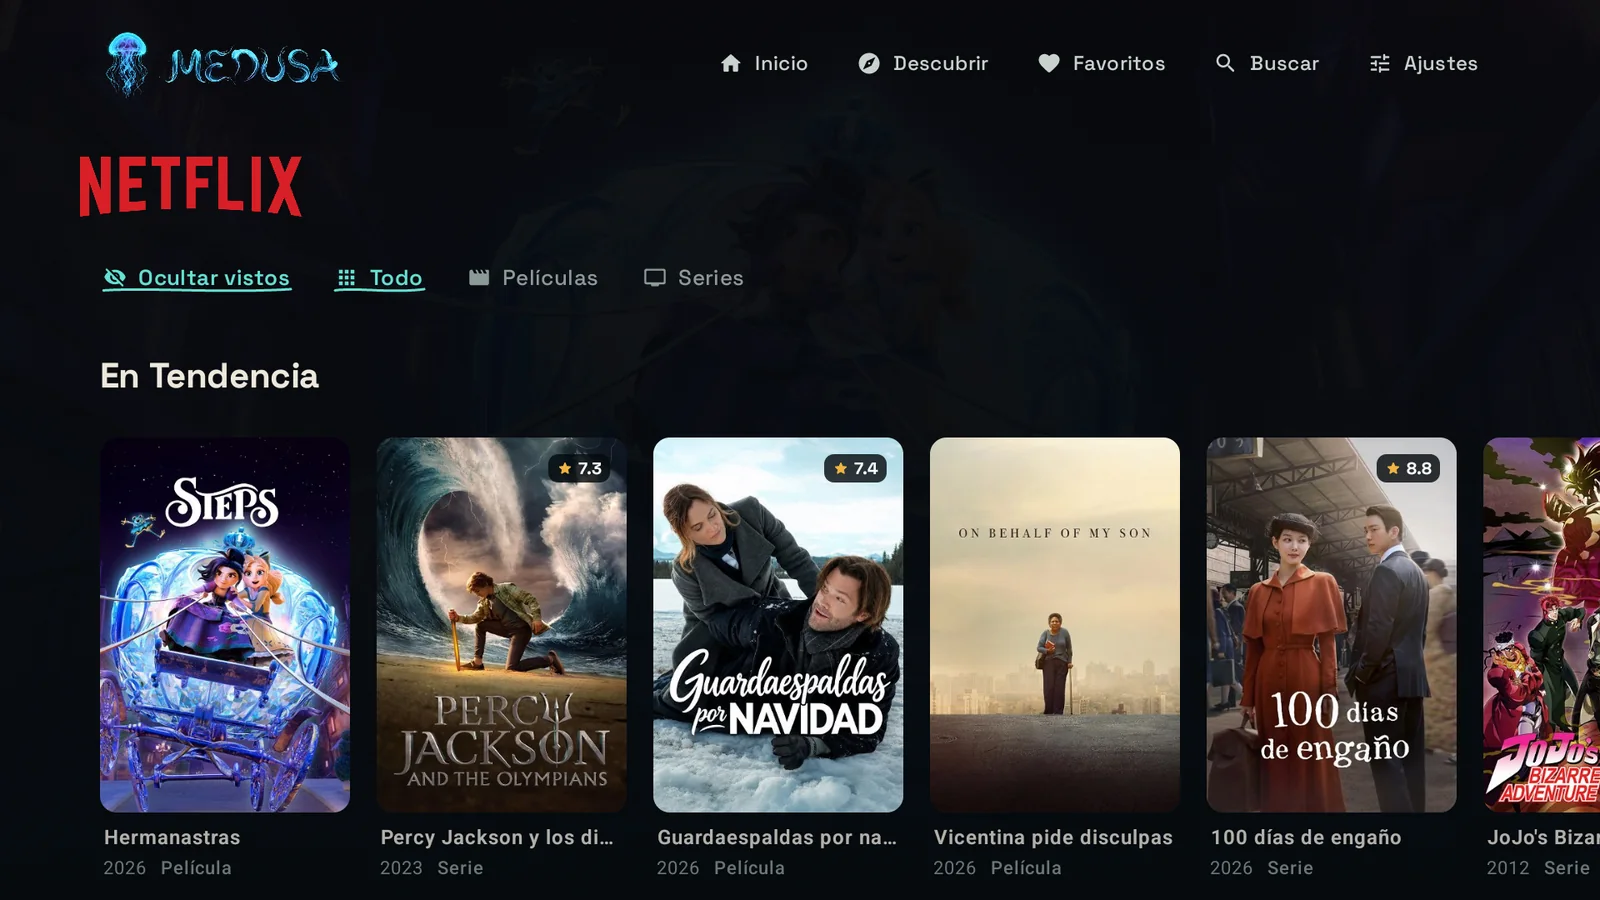 MEDUSA
Inicio
Descubrir
Favoritos
Buscar
Ajustes
NETFLIX
Ocultar vistos
Todo
Películas
Series
En Tendencia
STEPS
7.3
PERCY
JACKSON
AND THE OLYMPIANS
7.4
Guardaespaldas
por NAVIDAD
ON BEHALF OF MY SON
8.8
100 días
de engaño
JOJO's
BIZARRE
ADVENTURE
Hermanastras
2026 Película
Percy Jackson y los di...
2023 Serie
Guardaespaldas por na...
2026 Película
Vicentina pide disculpas
2026 Película
100 días de engaño
2026 Serie
JoJo's Bizar
2012 Serie